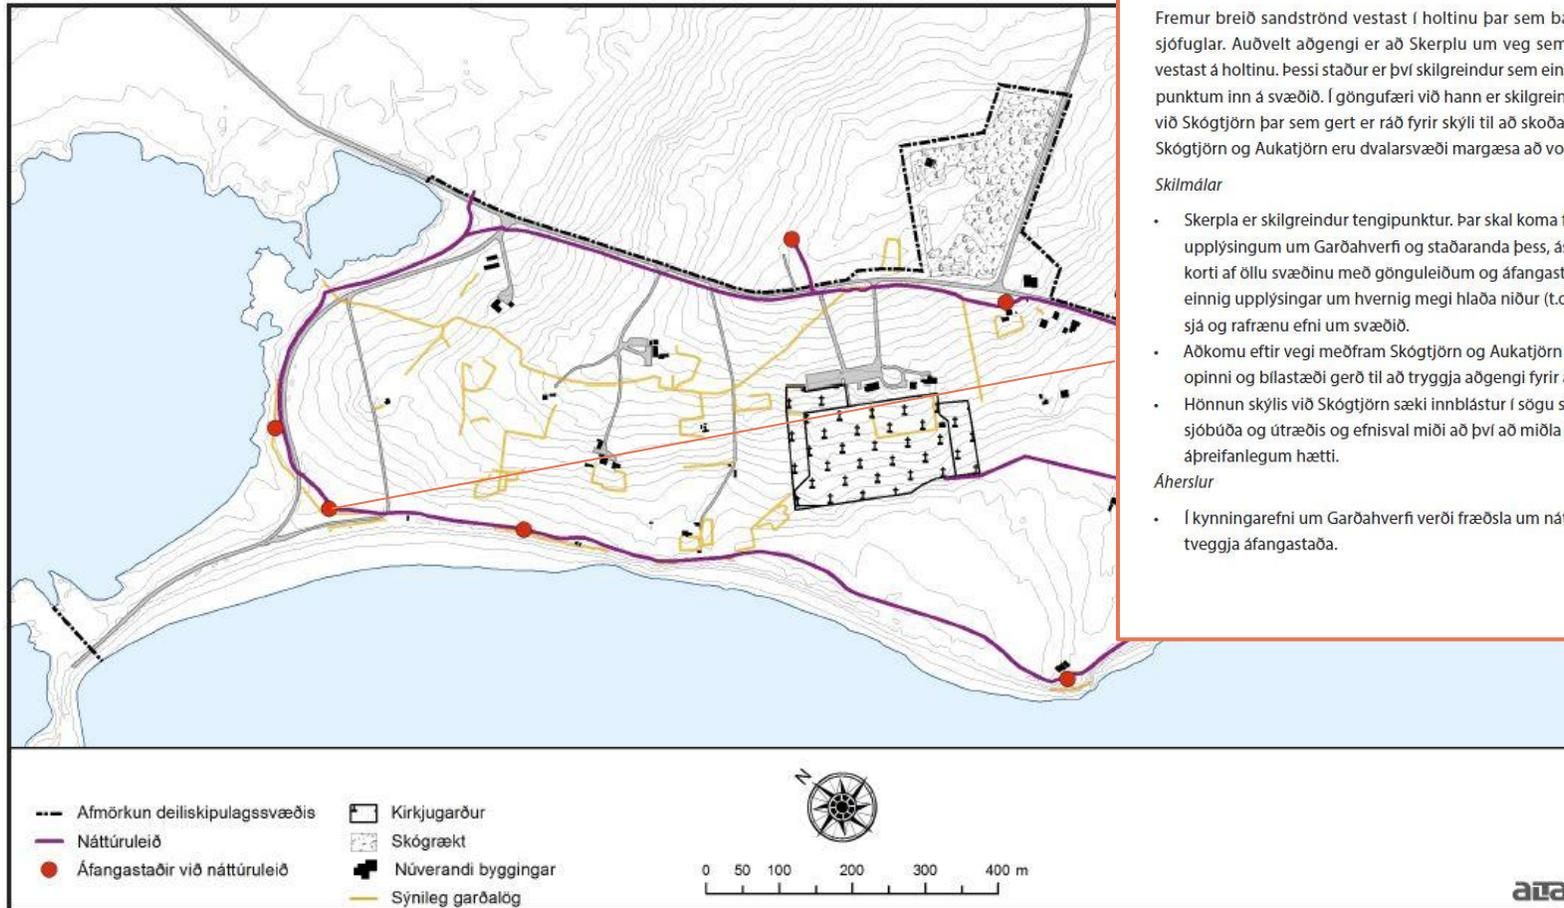 Fremur breið sandströnd vestast í holtinu þar sem
sjófuglar. Auðvelt aðgengi er að Skerplu um veg sem
vestast á holtinu. Þessi staður er því skilgreindur sem
punktum inn á svæðið. Í göngufæri við hann er
við Skógtjörn þar sem gert er ráð fyrir skýli til að skoða
Skógtjörn og Aukatjörn eru dvalarsvæði margæsa að
Skilmálar
• Skerpla er skilgreindur tengipunktur. Þar skal koma
upplýsingum um Garðahverfi og staðaranda þess,
korti af öllu svæðinu með gönguleiðum og
einnig upplýsingar um hvernig megi hlaða niður
sjá og rafrænu efni um svæðið.
• Aðkomu eftir vegi meðfram Skógtjörn og Aukatjörn
opinni og bílastæði gerð til að tryggja aðgengi fyrir
• Hönnun skýlis við Skógtjörn sæki innblástur í sögu
sjóbúða og útræðis og efnisval miði að því að miðla
áþreifanlegum hætti.
Áherslur
• Í kynningarefni um Garðahverfi verði fræðsla um
tveggja áfangastaða.
Afmörkun deiliskipulagssvæðis
Náttúruleið
Áfangastaðir við náttúruleið
Kirkjugarður
Skógrækt
Núverandi byggingar
Sýnileg garðalög
N
0 50 100 200 300 400 m